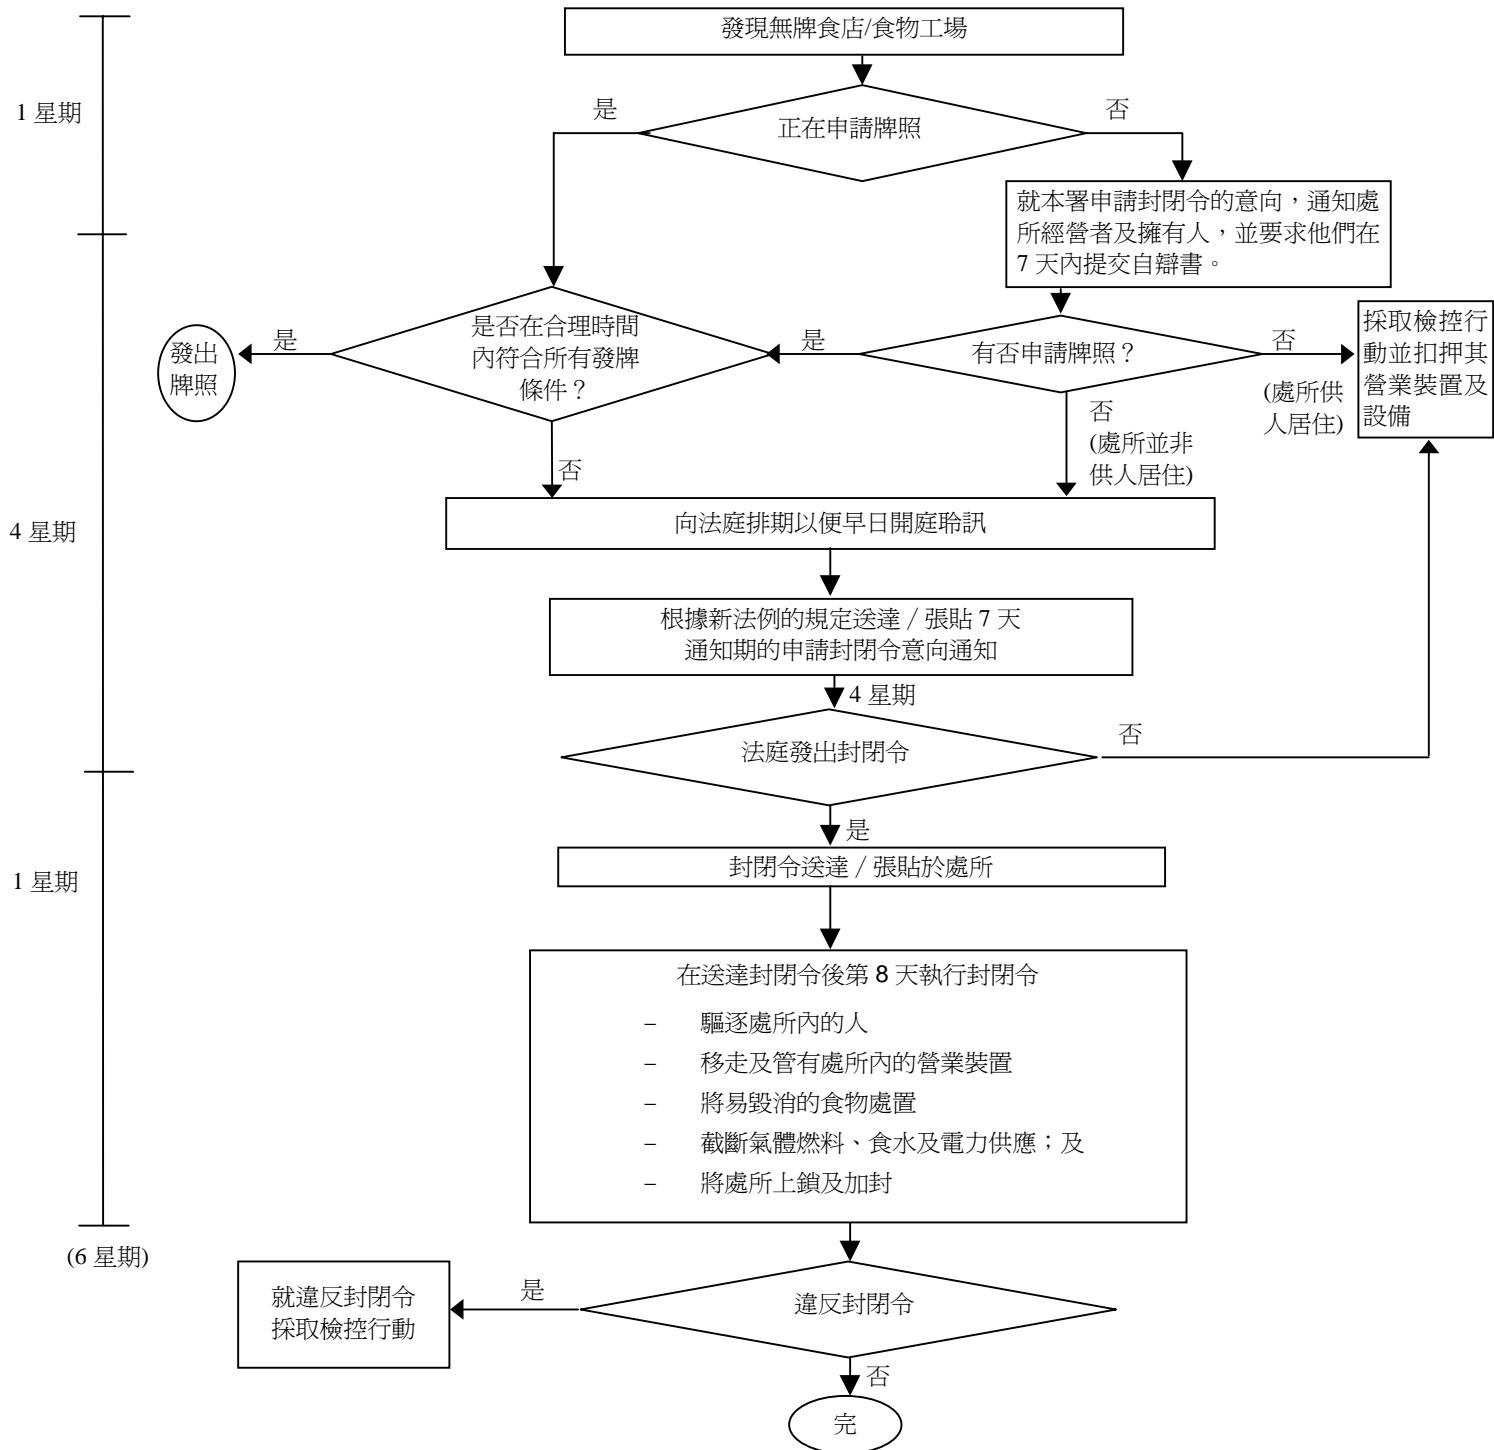 發現無牌食店/食物工場
1 星期
是
否
正在申請牌照
就本署申請封閉令的意向，通知處
所經營者及擁有人，並要求他們在
7 天內提交自辯書。
發出
牌照
是
是否在合理時間
內符合所有發牌
條件？
是
有否申請牌照？
否
(處所供
人居住)
採取檢控行
動並扣押其
營業裝置及
設備
否
否
(處所並非
供人居住)
4 星期
向法庭排期以便早日開庭聆訊
根據新法例的規定送達／張貼 7 天
通知期的申請封閉令意向通知
4 星期
法庭發出封閉令
否
是
1 星期
封閉令送達／張貼於處所
在送達封閉令後第 8 天執行封閉令
– 驅逐處所內的人
– 移走及管有處所內的營業裝置
– 將易毀消的食物處置
– 截斷氣體燃料、食水及電力供應；及
– 將處所上鎖及加封
(6 星期)
就違反封閉令
採取檢控行動
是
違反封閉令
否
完